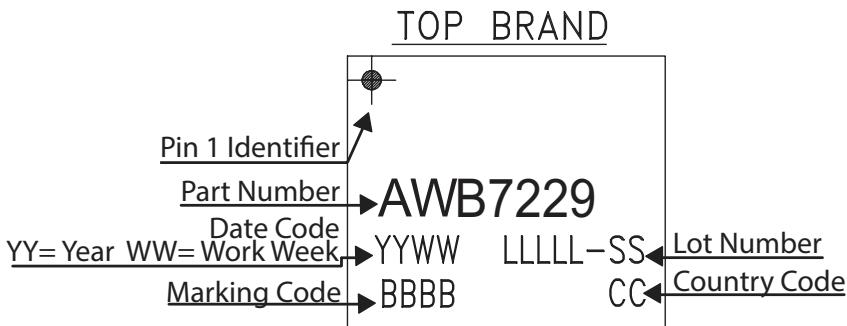 TOP BRAND
Pin 1 Identifier
Part Number AWB7229
Date Code
YY= Year WW= Work Week YYWW LLLLL-SS Lot Number
Marking Code BBBB CC Country Code